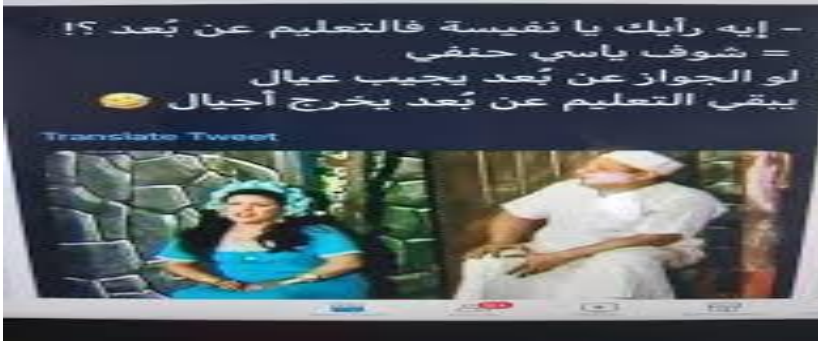 - إيه رأيك يا نفيسة فالتعليم عن بُعد ؟!
= شوف ياسي حنفي
لو الجواز عن بُعد يجيب عيال
يبقي التعليم عن بُعد يخرج أجيال
Translate Tweet